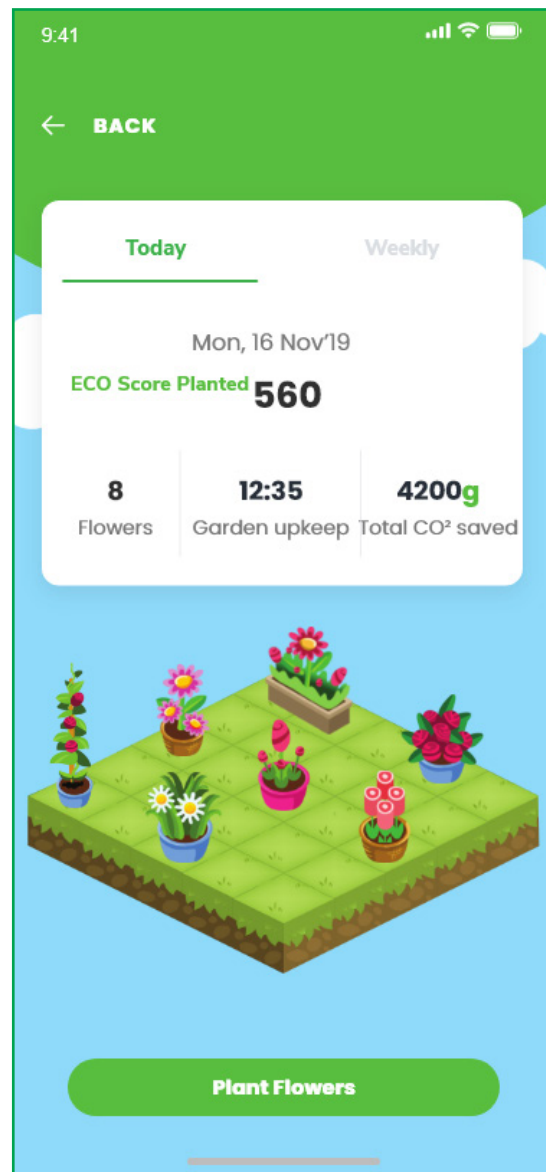 9:41
BACK
Today Weekly
Mon, 16 Nov'19
ECO Score Planted 560
8 12:35 4200g
Flowers Garden upkeep Total CO² saved
Plant Flowers